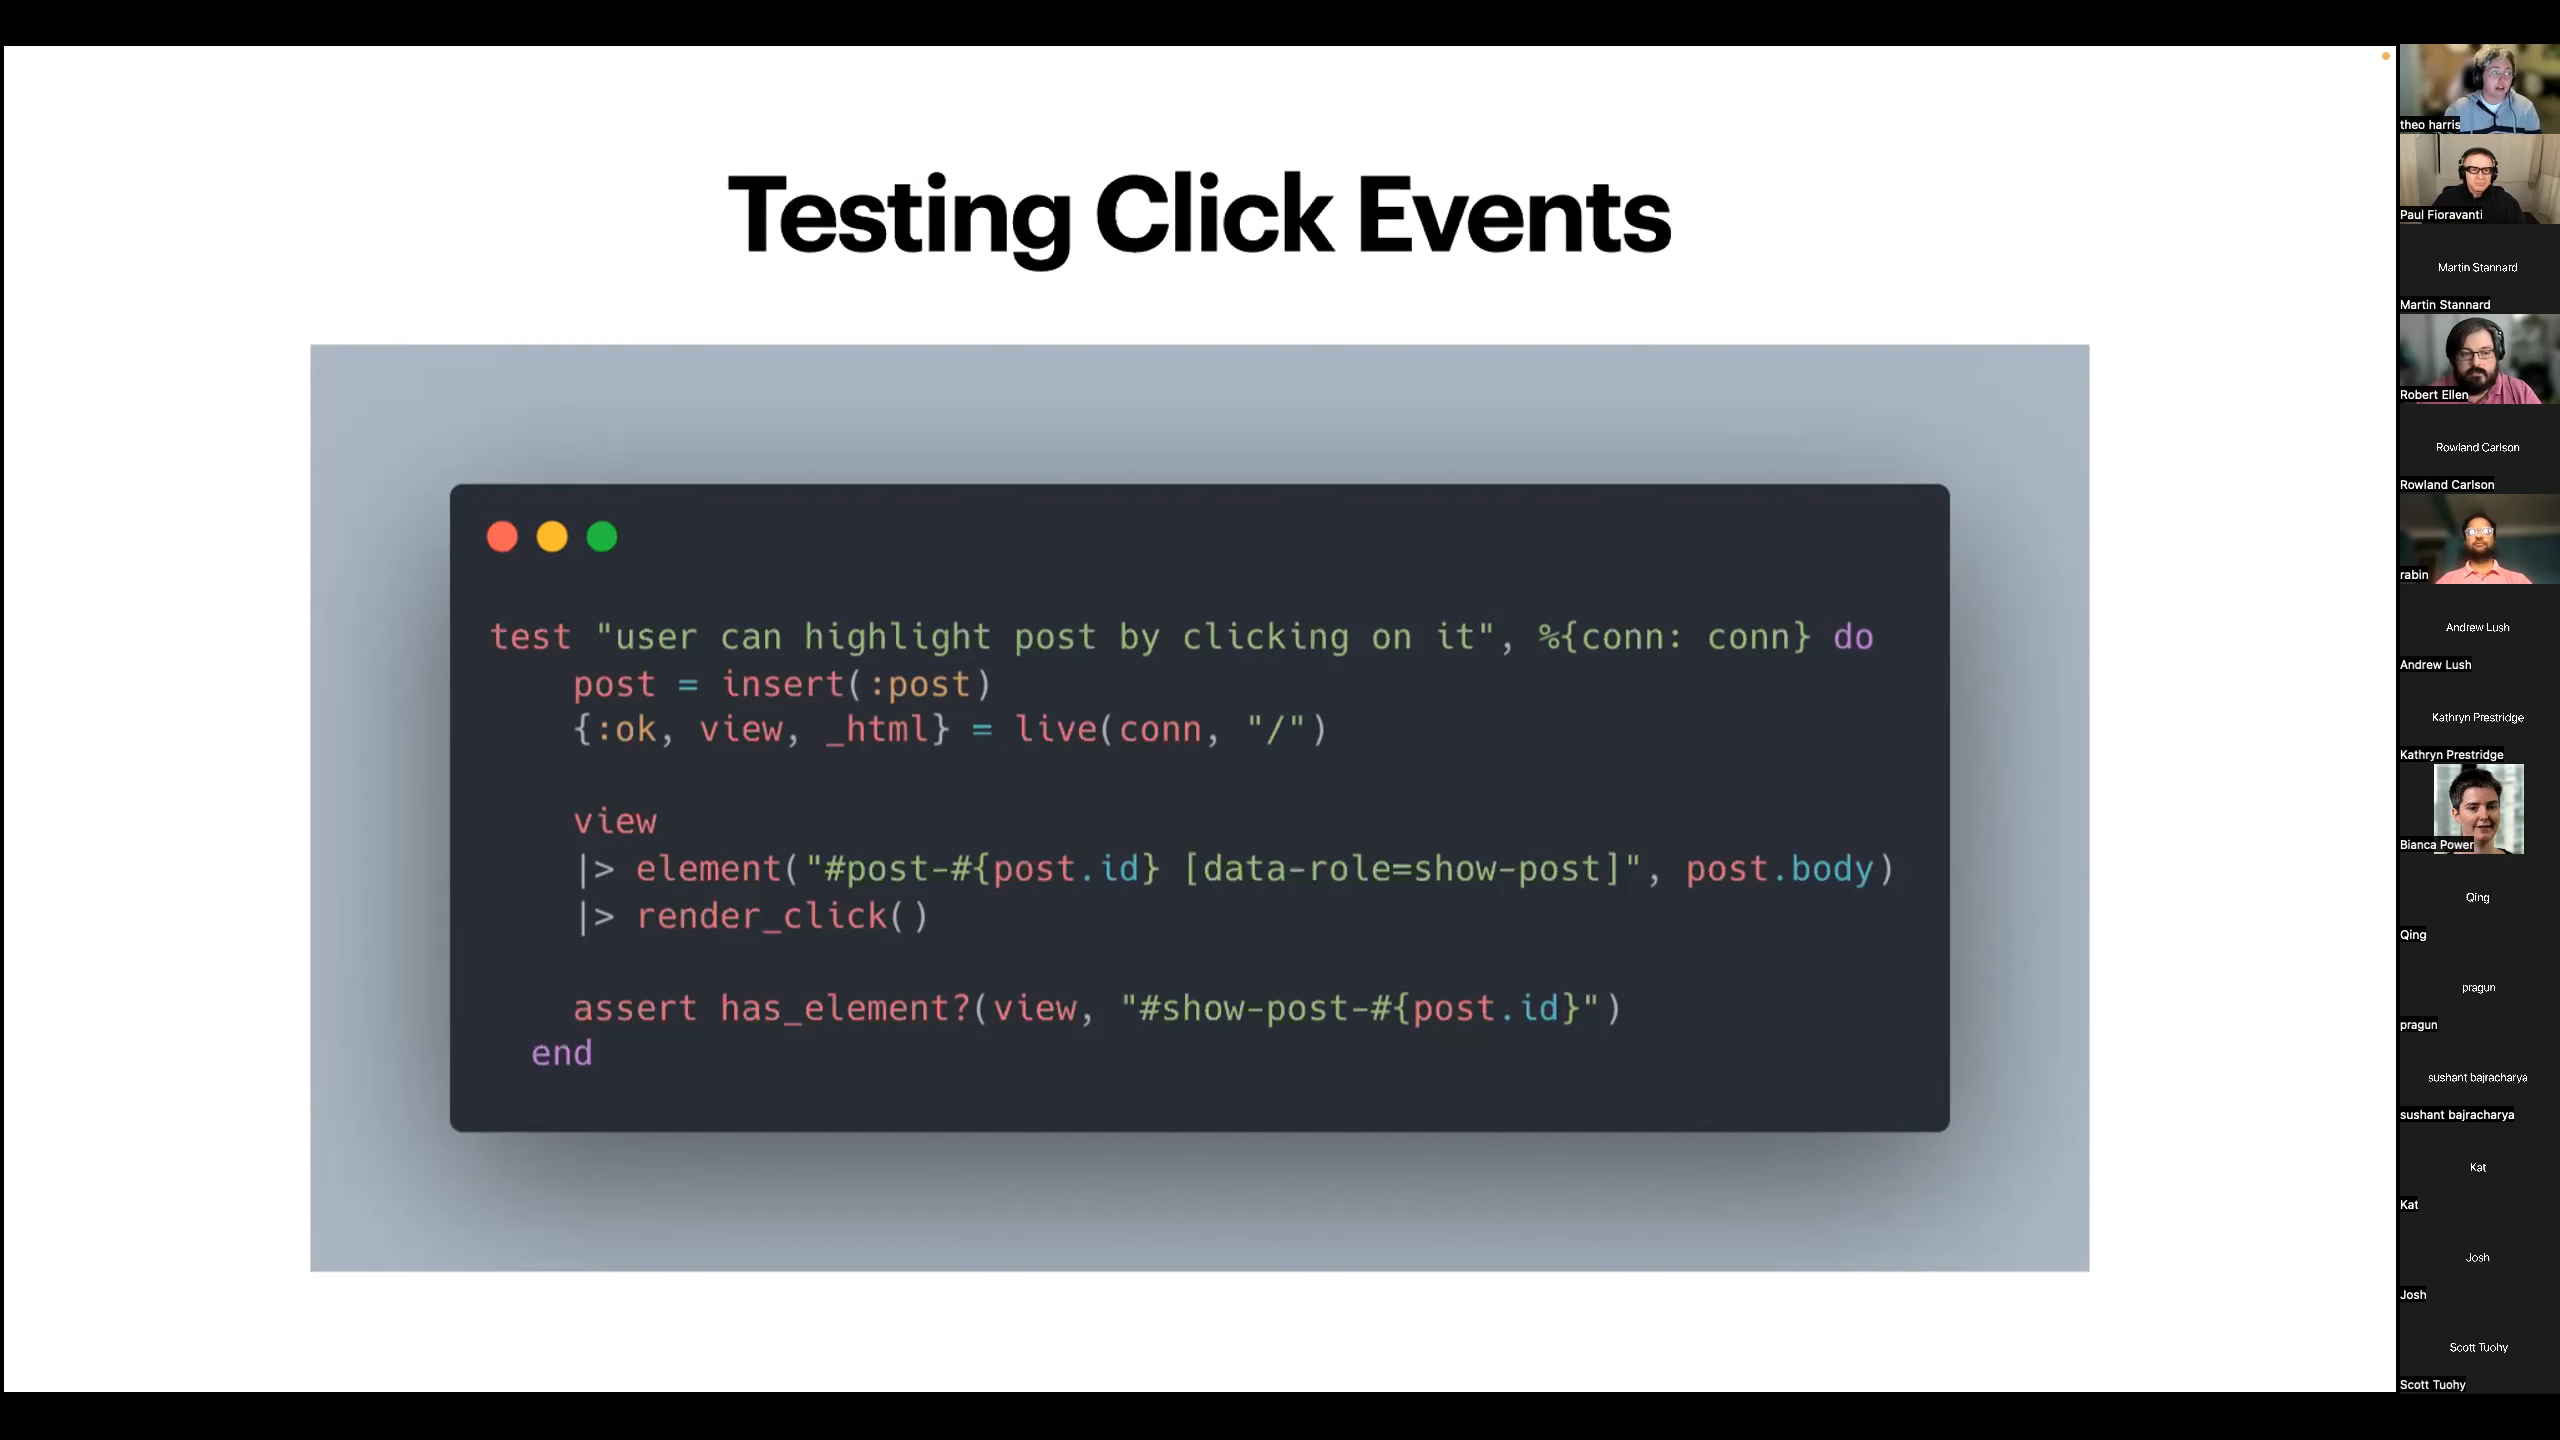 Testing Click Events
test "user can highlight post by clicking on it", %{conn: conn} do
post = insert(:post)
{:ok, view, _html} = live(conn, "/")
view
|> element("#post-#{post.id} [data-role=show-post]", post.body)
|> render_click()
assert has_element?(view, "#show-post-#{post.id}")
end
theo harris
Paul Fioravanti
Martin Stannard
Martin Stannard
Robert Ellen
Rowland Carlson
Rowland Carlson
rabin
Andrew Lush
Andrew Lush
Kathryn Prestridge
Kathryn Prestridge
Bianca Power
Qing
Qing
pragun
pragun
sushant bajracharya
sushant bajracharya
Kat
Kat
Josh
Josh
Scott Tuohy
Scott Tuohy